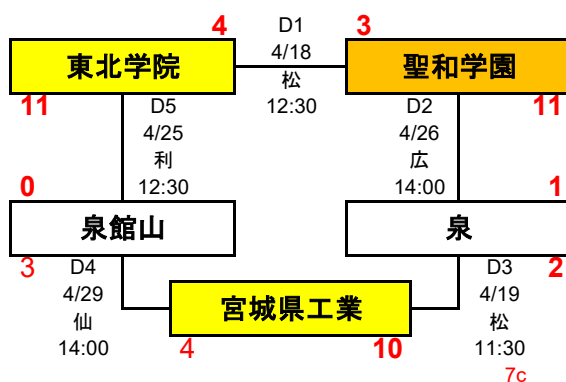 4 D1 3
4/18
東北学院 聖和学園
松
11 12:30 11
D5 D2
4/25 4/26
利 広
0 12:30 14:00 1
泉館山 泉
3 D4 D3 2
4/29 4/19
仙 宮城県工業 松
14:00 4 10 11:30
7c